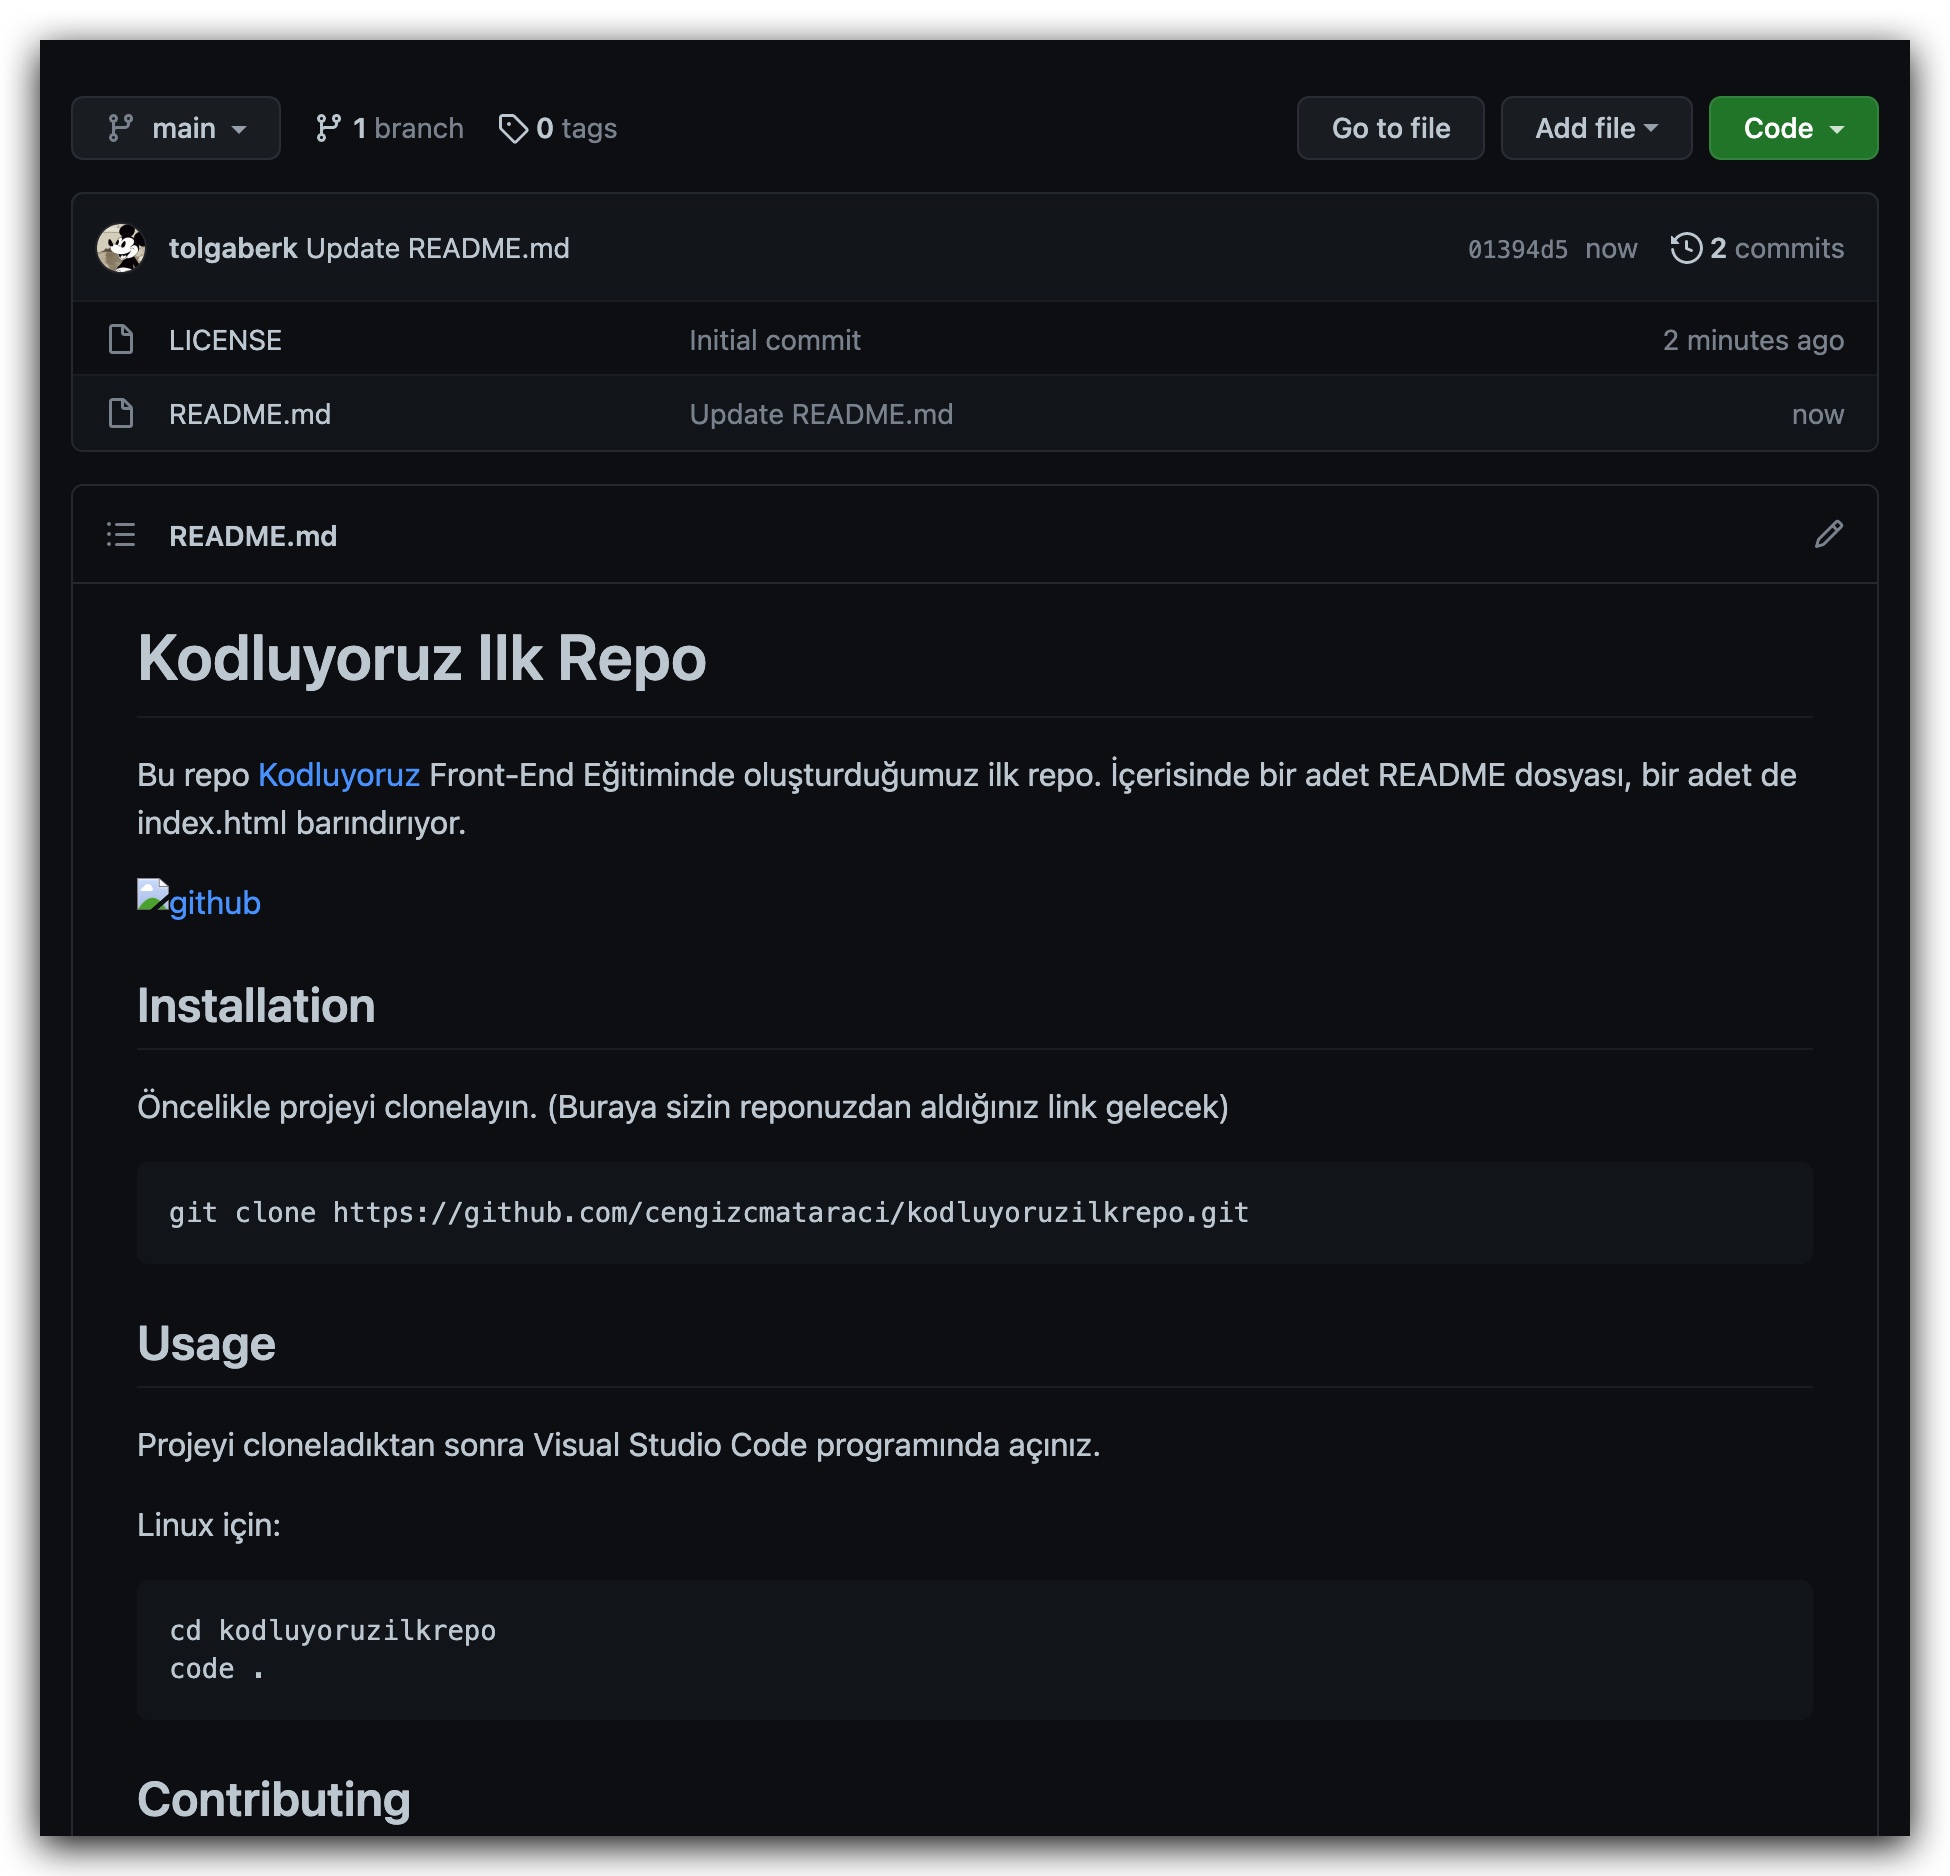 main
1 branch
0 tags
Go to file
Add file
Code
tolgaberk Update README.md
01394d5 now
2 commits
LICENSE
Initial commit
2 minutes ago
README.md
Update README.md
now
README.md
Kodluyoruz Ilk Repo
Bu repo Kodluyoruz Front-End Eğitiminde oluşturduğumuz ilk repo. İçerisinde bir adet README dosyası, bir adet de
index.html barındırıyor.
github
Installation
Öncelikle projeyi clonelayın. (Buraya sizin reponuzdan aldığınız link gelecek)
git clone https://github.com/cengizcmataraci/kodluyoruzilkrepo.git
Usage
Projeyi cloneladıktan sonra Visual Studio Code programında açınız.
Linux için:
cd kodluyoruzilkrepo
code .
Contributing